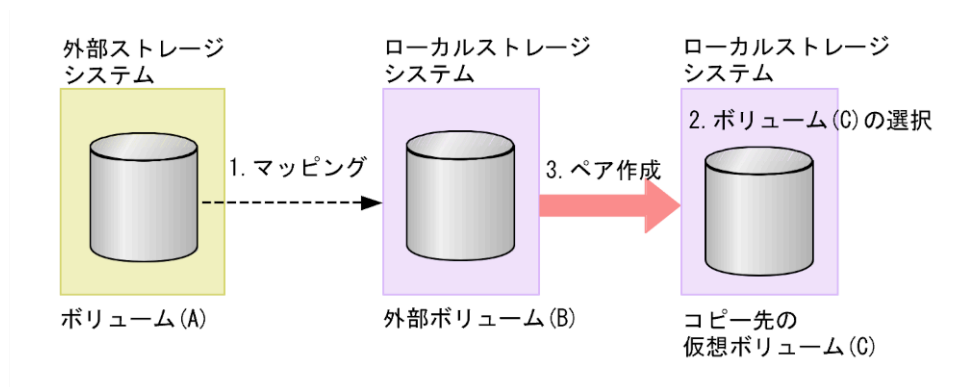 外部ストレージ
システム
ローカルストレージ
システム
ローカルストレージ
システム
1.マッピング
2.ボリューム(C)の選択
3.ペア作成
ボリューム(A)
外部ボリューム(B)
コピー先の
仮想ボリューム(C)